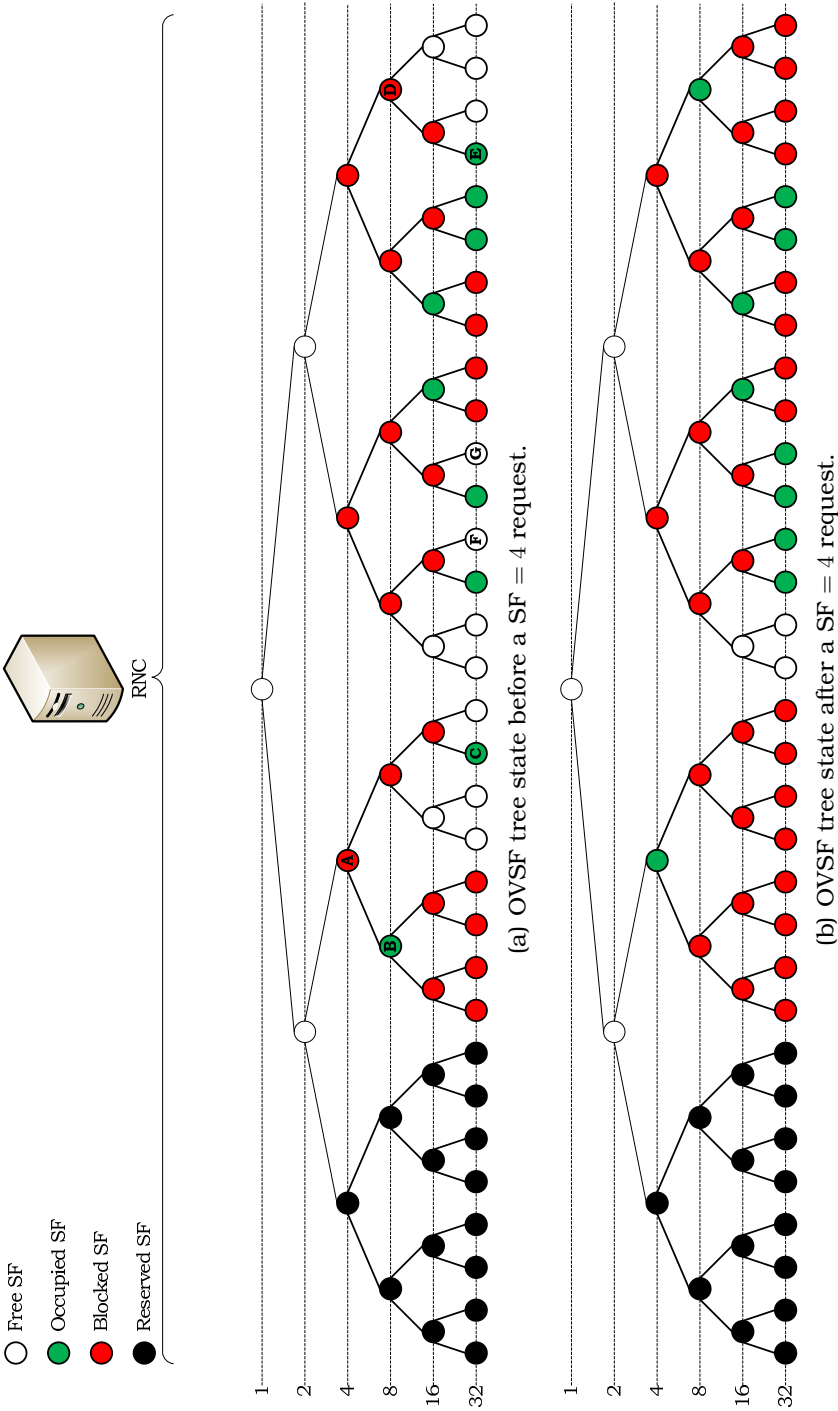 Free SF
Occupied SF
Blocked SF
Reserved SF
RNC
1
2
4
A
8
B
D
16
32
C
F
G
E
(a) OVSF tree state before a SF = 4 request.
1
2
4
8
16
32
(b) OVSF tree state after a SF = 4 request.